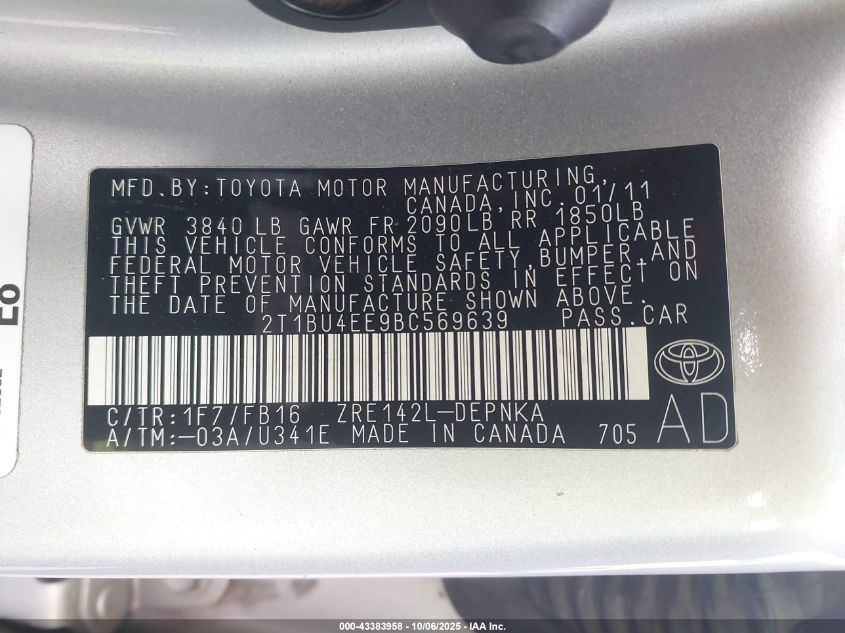 MFD. BY: TOYOTA MOTOR MANUFACTURING,
CANADA, INC. 01/11
GVWR 3840 LB GAWR FR 2090LB, RR 1850LB
THIS VEHICLE CONFORMS TO ALL APPLICABLE
FEDERAL MOTOR VEHICLE SAFETY, BUMPER, AND
THEFT PREVENTION STANDARDS IN EFFECT ON
THE DATE OF MANUFACTURE SHOWN ABOVE.
2T1BU4EE9BC569639 PASS. CAR
C/TR: 1F7/FB16 ZRE142L-DEPNKA
A/TM: -03A/U341E MADE IN CANADA 705
AD
000-43383958 - 10/06/2025 - IAA Inc.